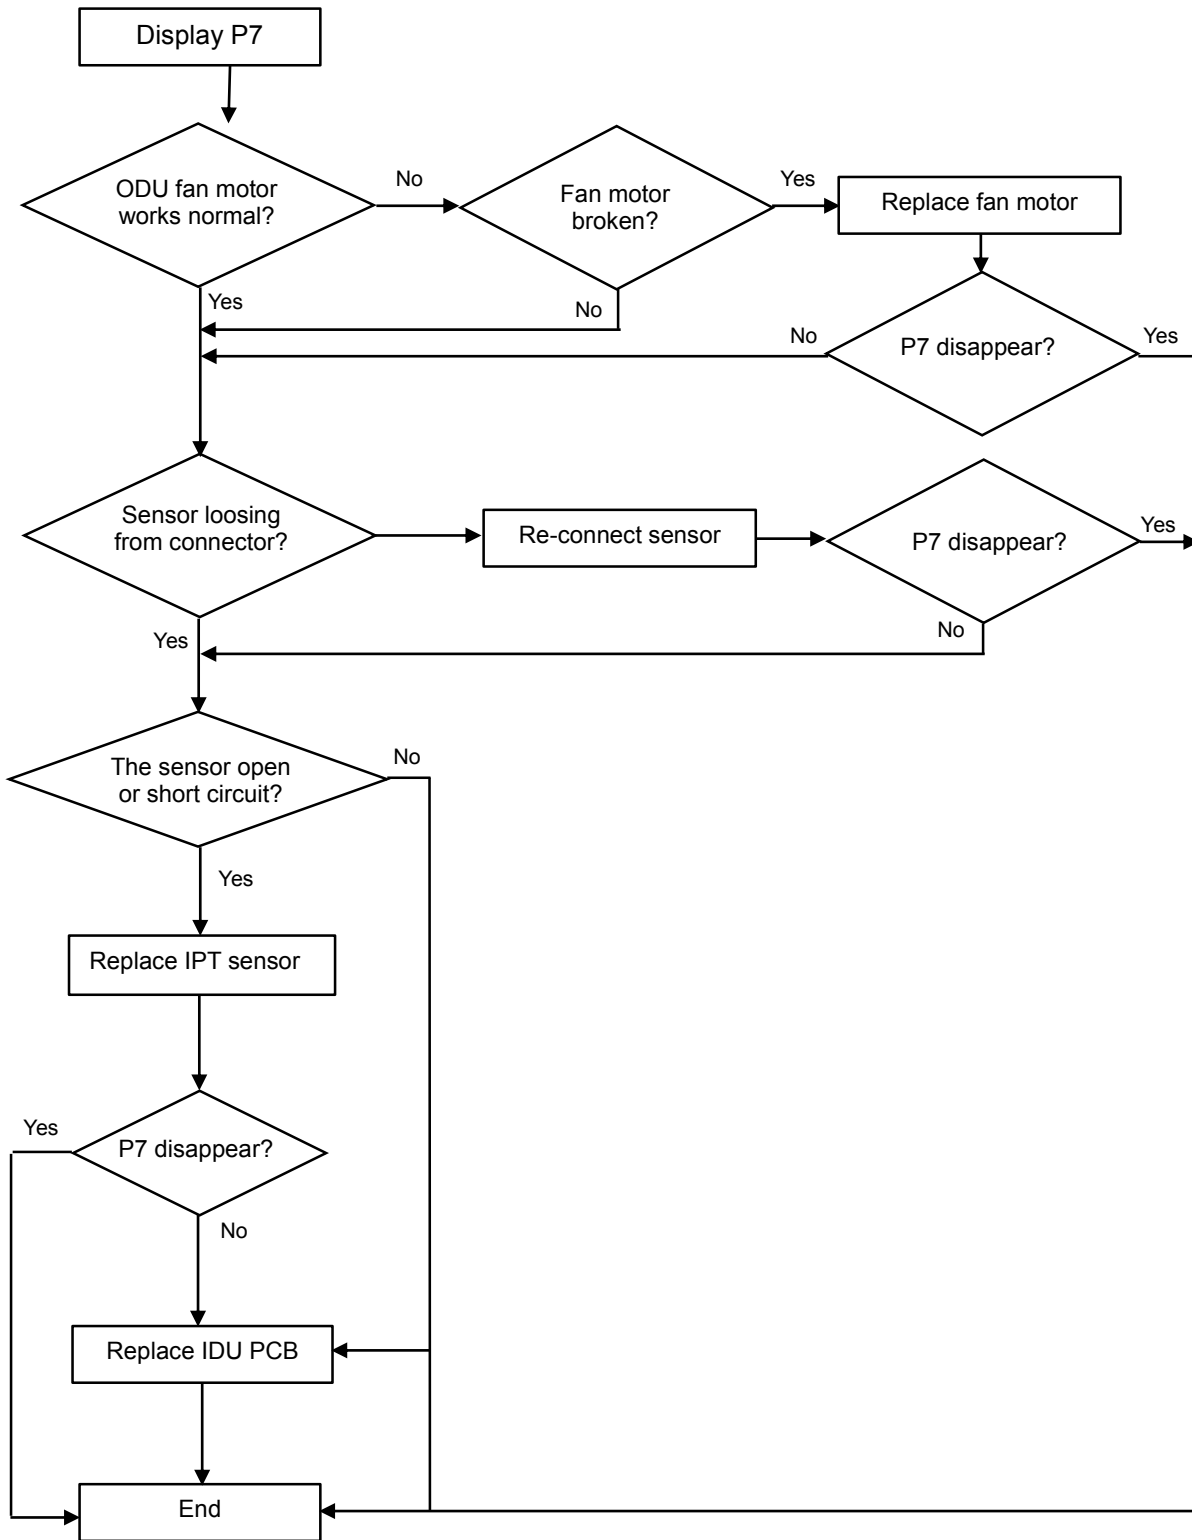 Display P7
ODU fan motor
works normal?
No
Fan motor
broken?
Yes
Replace fan motor
Yes
No
No
P7 disappear?
Yes
Sensor loosing
from connector?
Re-connect sensor
P7 disappear?
Yes
Yes
No
The sensor open
or short circuit?
No
Yes
Replace IPT sensor
Yes
P7 disappear?
No
Replace IDU PCB
End